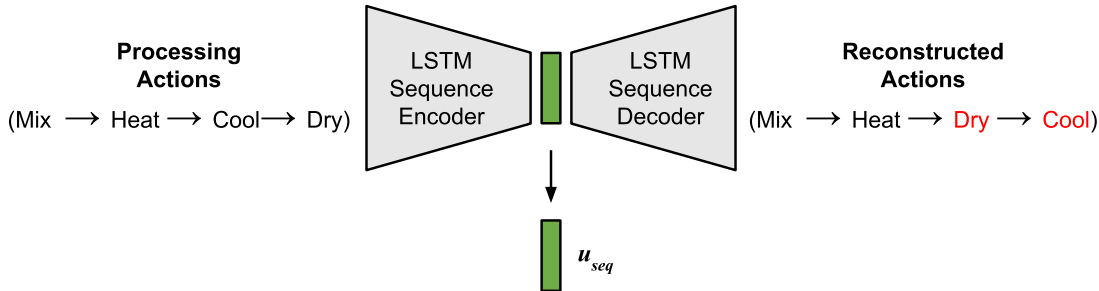 Processing
Actions
(Mix → Heat → Cool → Dry)
LSTM
Sequence
Encoder
LSTM
Sequence
Decoder
Reconstructed
Actions
(Mix → Heat → Dry → Cool)
u_seq